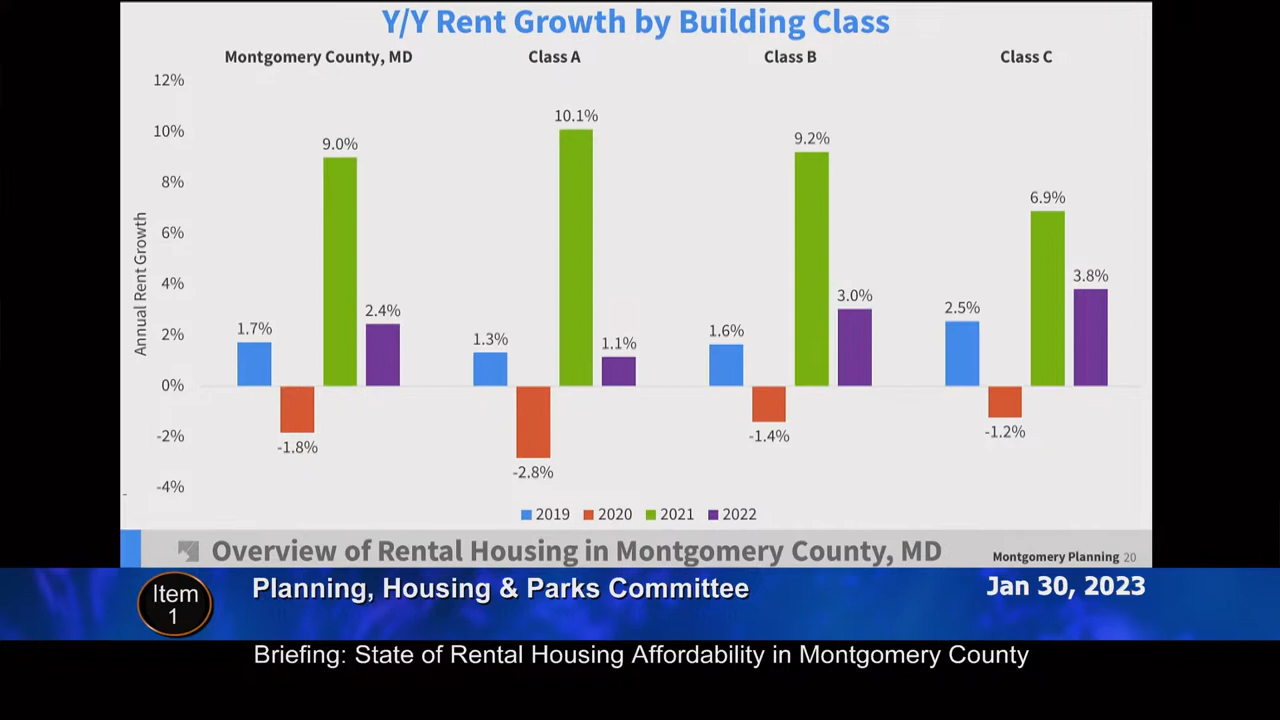 Y/Y Rent Growth by Building Class
Montgomery County, MD
Class A
Class B
Class C
Annual Rent Growth
12%
10%
8%
6%
4%
2%
0%
-2%
-4%
1.7%
-1.8%
9.0%
2.4%
1.3%
-2.8%
10.1%
1.1%
1.6%
-1.4%
9.2%
3.0%
2.5%
-1.2%
6.9%
3.8%
2019 2020 2021 2022
Overview of Rental Housing in Montgomery County, MD
Montgomery Planning 20
Item
1
Planning, Housing & Parks Committee
Jan 30, 2023
Briefing: State of Rental Housing Affordability in Montgomery County